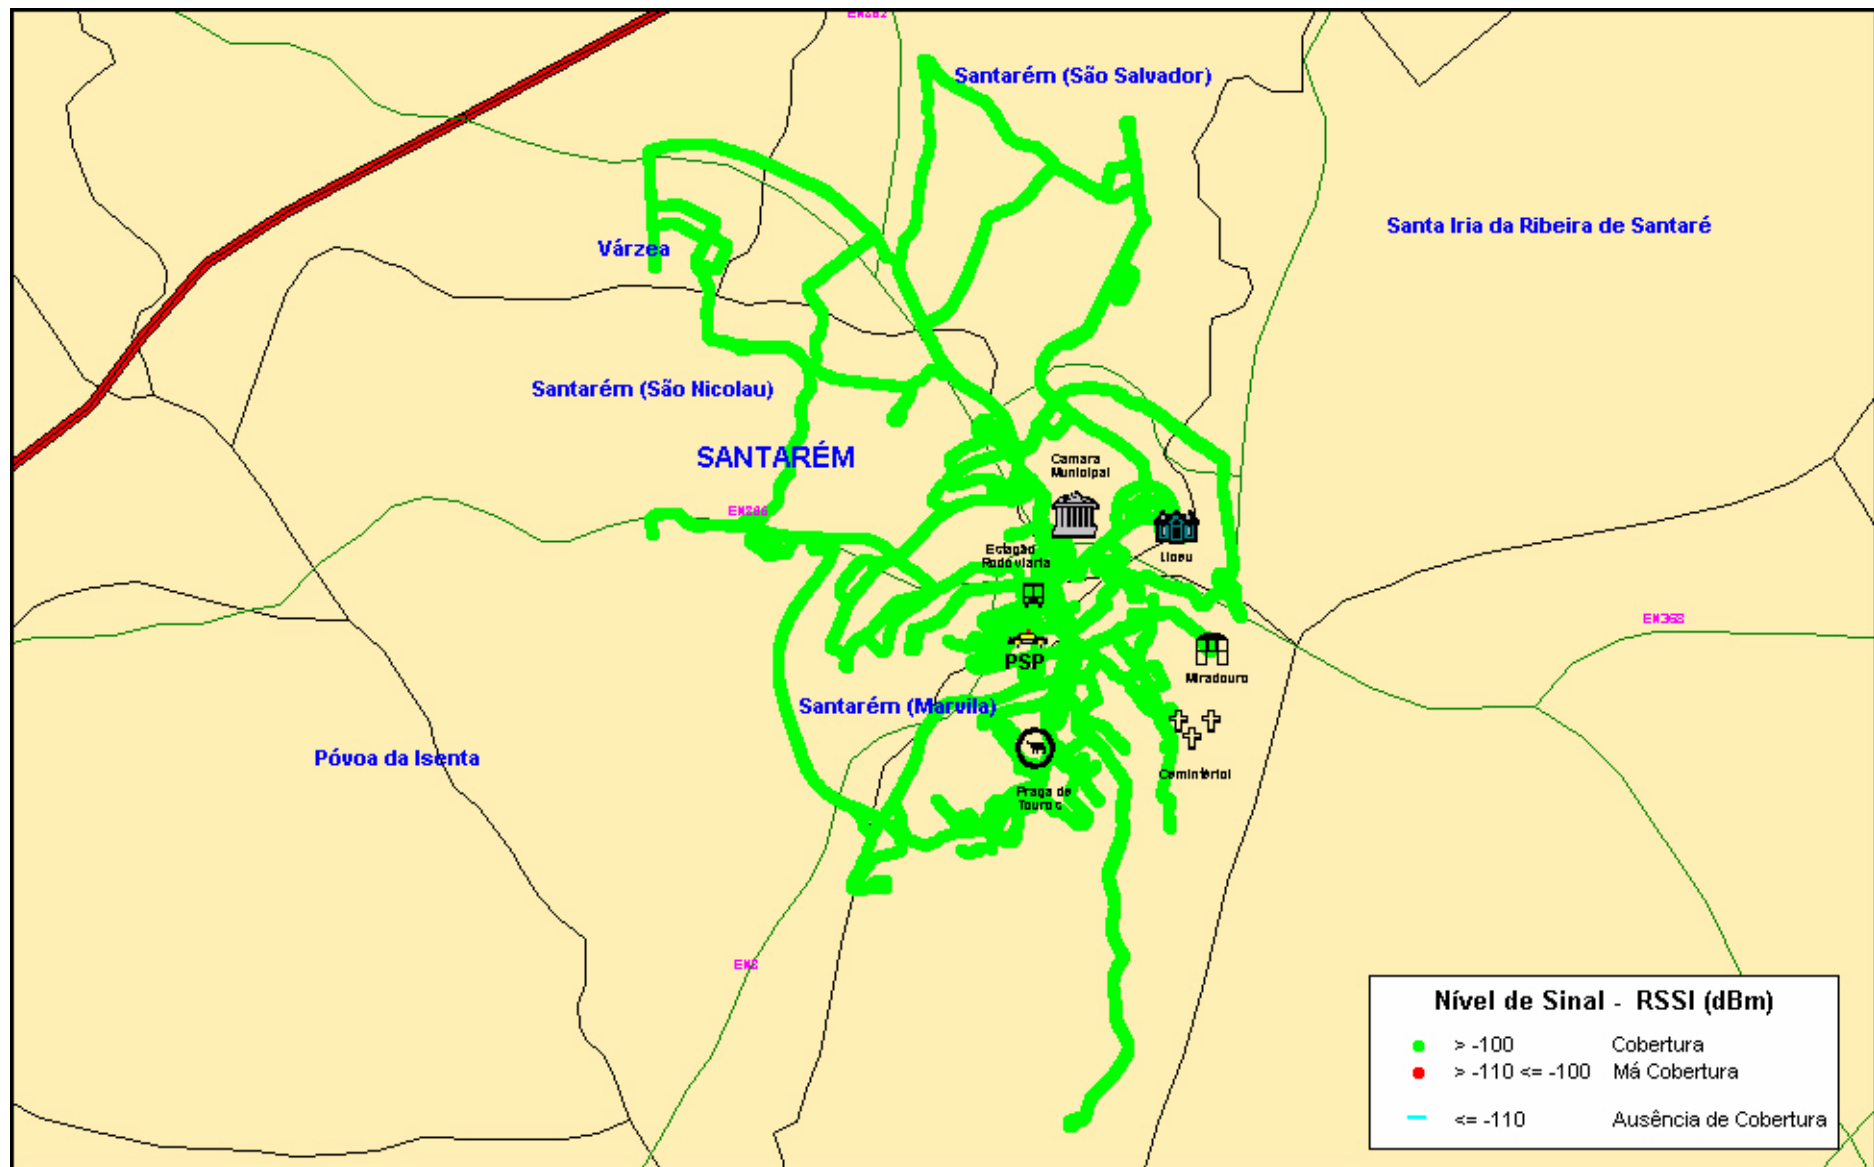 Santarém (São Salvador)
Santa Iria da Ribeira de Santaré
Várzea
Santarém (São Nicolau)
SANTARÉM
Camara
Municipal
Estação
Rodoviaria
Liceu
EN368
PSP
Miradouro
Santarém (Marvila)
Póvoa da Isenta
Praça de
Touros
EN3
Nível de Sinal - RSSI (dBm)
> -100 Cobertura
> -110 <= -100 Má Cobertura
<= -110 Ausência de Cobertura